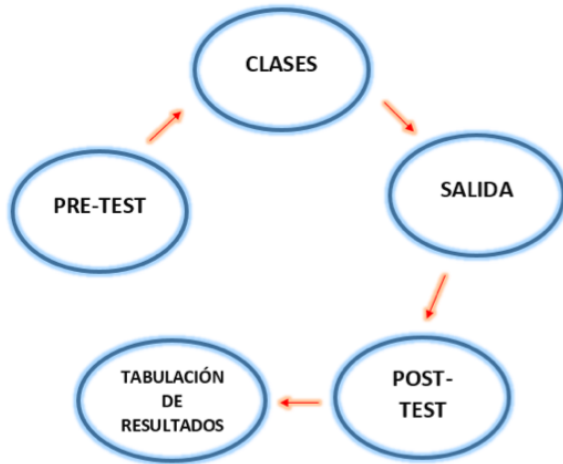 PRE-TEST
CLASES
SALIDA
POST-
TEST
TABULACIÓN
DE
RESULTADOS